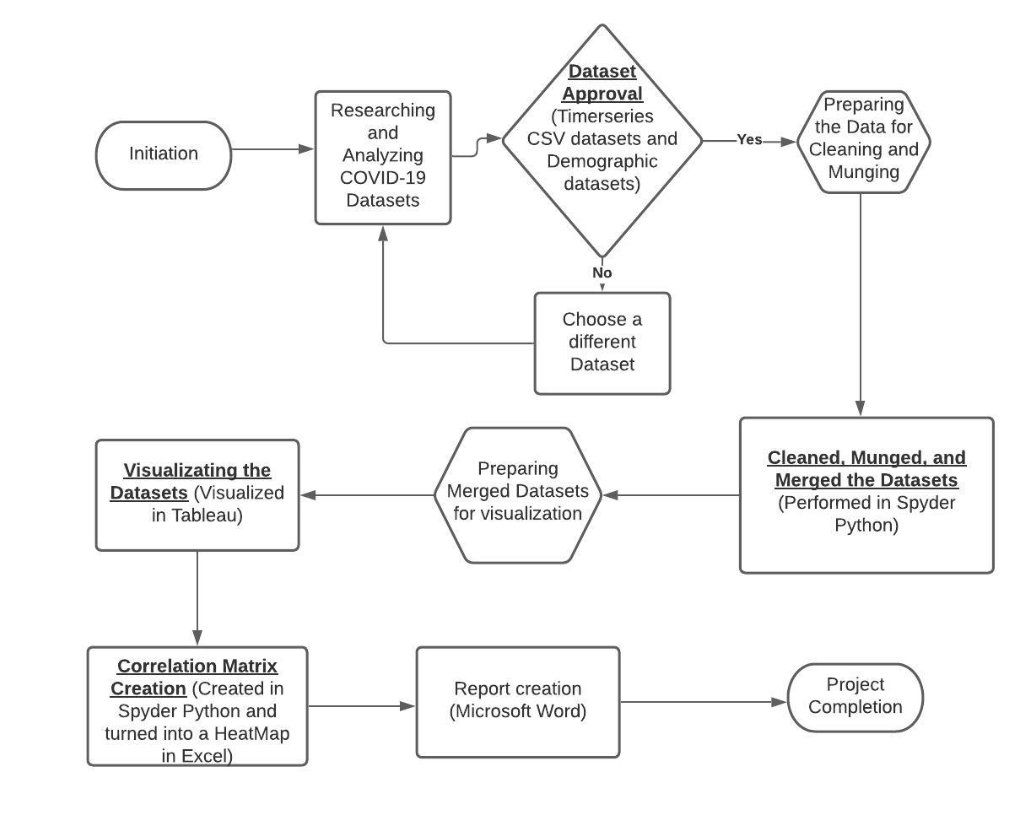 Initiation
Researching
and
Analyzing
COVID-19
Datasets
Dataset
Approval
(Timerseries
CSV datasets and
Demographic
datasets)
Yes
Preparing
the Data for
Cleaning and
Munging
No
Choose a
different
Dataset
Cleaned, Munged, and
Merged the Datasets
(Performed in Spyder
Python)
Preparing
Merged Datasets
for visualization
Visualizating the
Datasets (Visualized
in Tableau)
Correlation Matrix
Creation (Created in
Spyder Python and
turned into a HeatMap
in Excel)
Report creation
(Microsoft Word)
Project
Completion